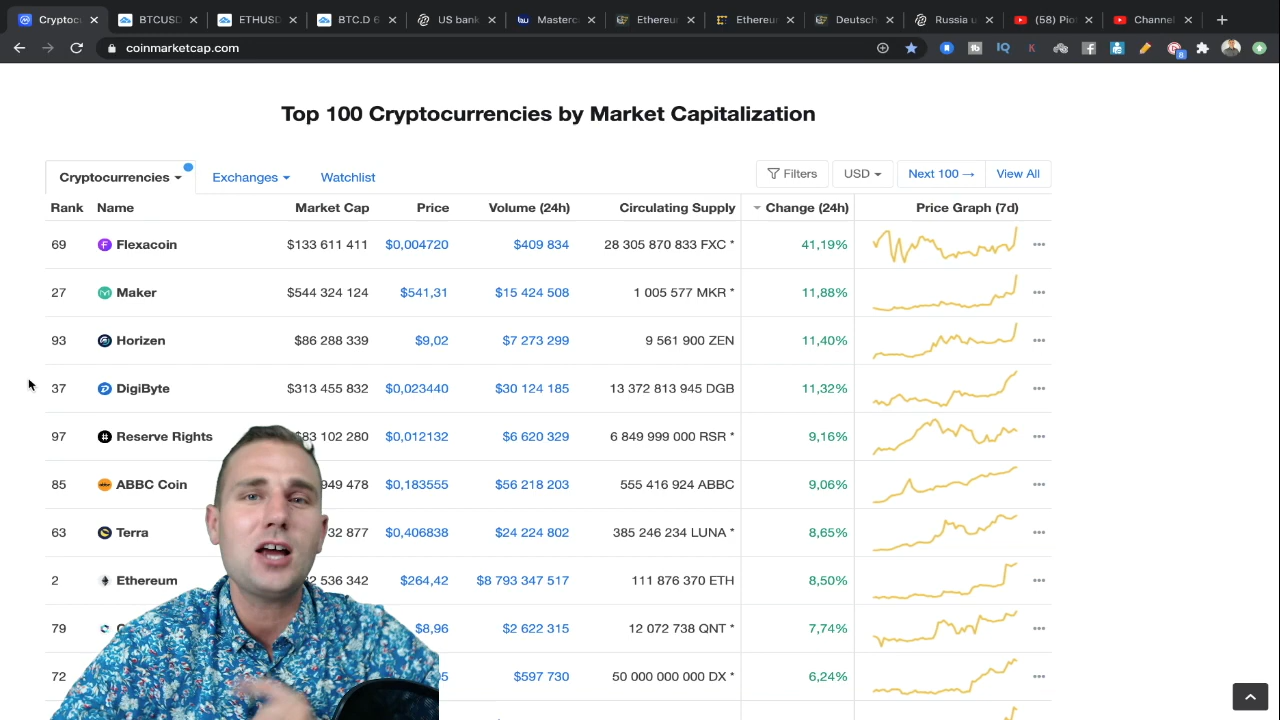 Cryptoc
BTCUSD
ETHUSD
BTC.D 6
US bank
Masterc
Ethereur
Ethereur
Deutsch
Russia u
(58) Pio
Channel
coinmarketcap.com
8
Top 100 Cryptocurrencies by Market Capitalization
Cryptocurrencies Exchanges Watchlist Filters USD Next 100 → View All
Rank Name Market Cap Price Volume (24h) Circulating Supply Change (24h) Price Graph (7d)
69 Flexacoin $133 611 411 $0,004720 $409 834 28 305 870 833 FXC * 41,19%
27 Maker $544 324 124 $541,31 $15 424 508 1 005 577 MKR * 11,88%
93 Horizen $86 288 339 $9,02 $7 273 299 9 561 900 ZEN 11,40%
37 DigiByte $313 455 832 $0,023440 $30 124 185 13 372 813 945 DGB 11,32%
97 Reserve Rights $83 102 280 $0,012132 $6 620 329 6 849 999 000 RSR * 9,16%
85 ABBC Coin 949 478 $0,183555 $56 218 203 555 416 924 ABBC 9,06%
63 Terra 32 877 $0,406838 $24 224 802 385 246 234 LUNA * 8,65%
2 Ethereum 536 342 $264,42 $8 793 347 517 111 876 370 ETH 8,50%
79 $8,96 $2 622 315 12 072 738 QNT * 7,74%
72 $597 730 50 000 000 000 DX * 6,24%